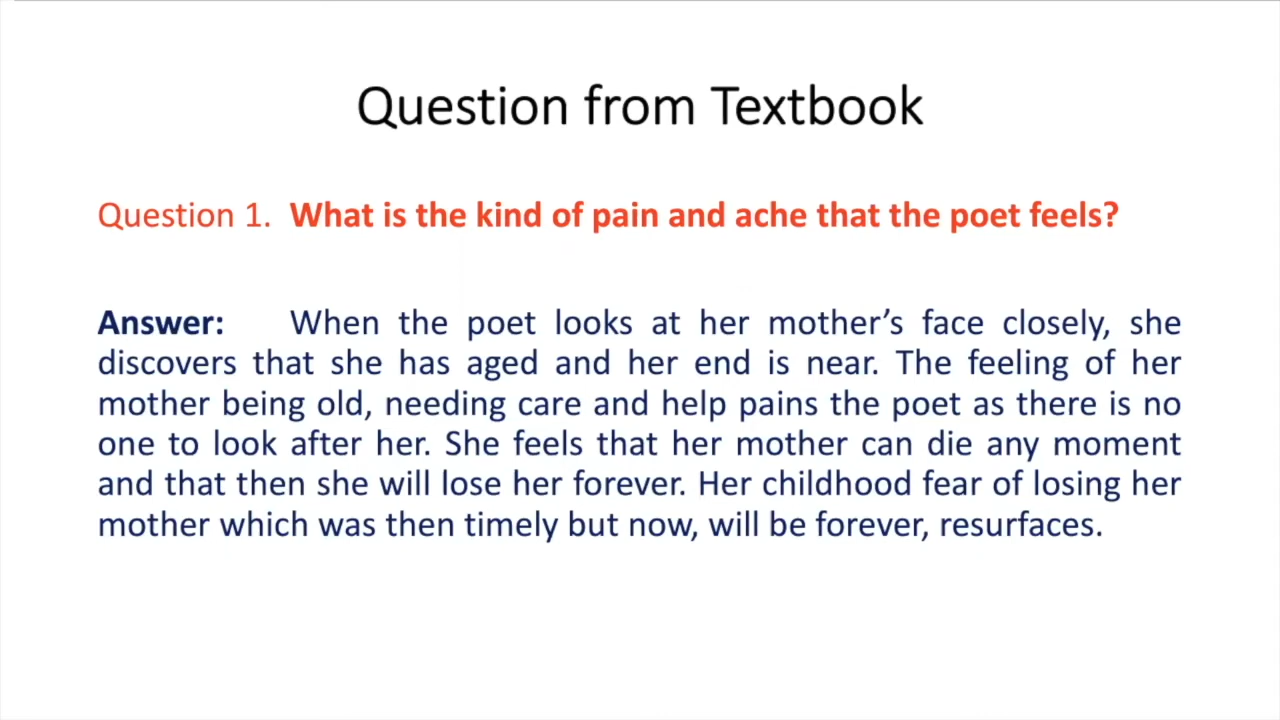 Question from Textbook
Question 1. What is the kind of pain and ache that the poet feels?
Answer: When the poet looks at her mother’s face closely, she
discovers that she has aged and her end is near. The feeling of her
mother being old, needing care and help pains the poet as there is no
one to look after her. She feels that her mother can die any moment
and that then she will lose her forever. Her childhood fear of losing her
mother which was then timely but now, will be forever, resurfaces.